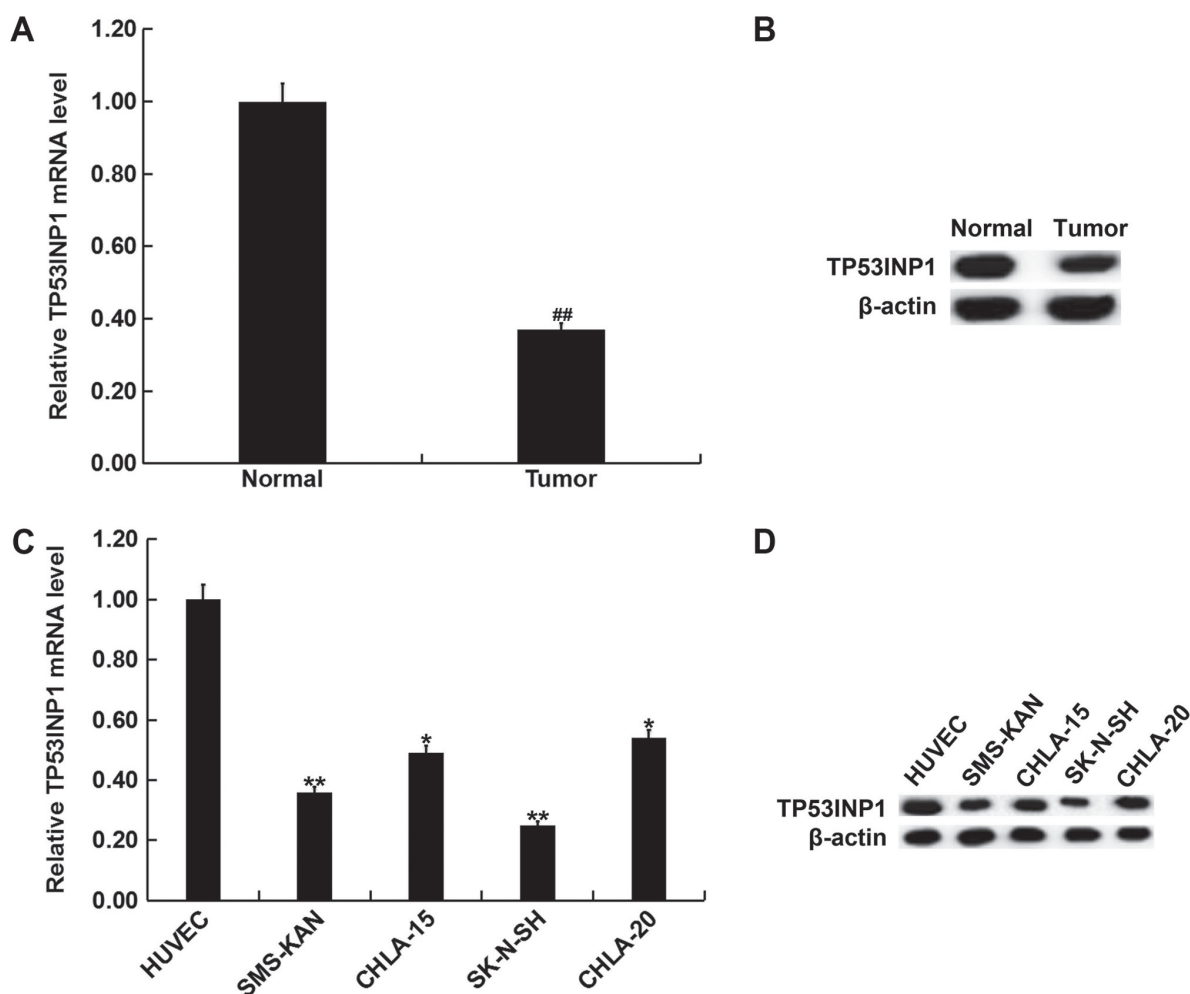 A
Relative TP53INP1 mRNA level
1.20
1.00
0.80
0.60
0.40
0.20
0.00
##
Normal
Tumor
B
Normal Tumor
TP53INP1
β-actin
C
Relative TP53INP1 mRNA level
1.20
1.00
0.80
0.60
0.40
0.20
0.00
**
*
**
*
HUVEC
SMS-KAN
CHLA-15
SK-N-SH
CHLA-20
D
HUVEC
SMS-KAN
CHLA-15
SK-N-SH
CHLA-20
TP53INP1
β-actin